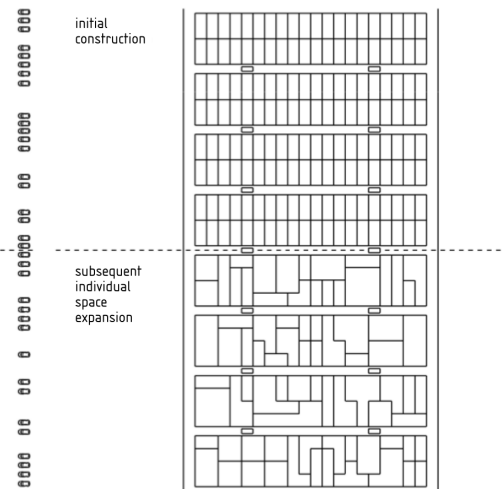 initial
construction
subsequent
individual
space
expansion